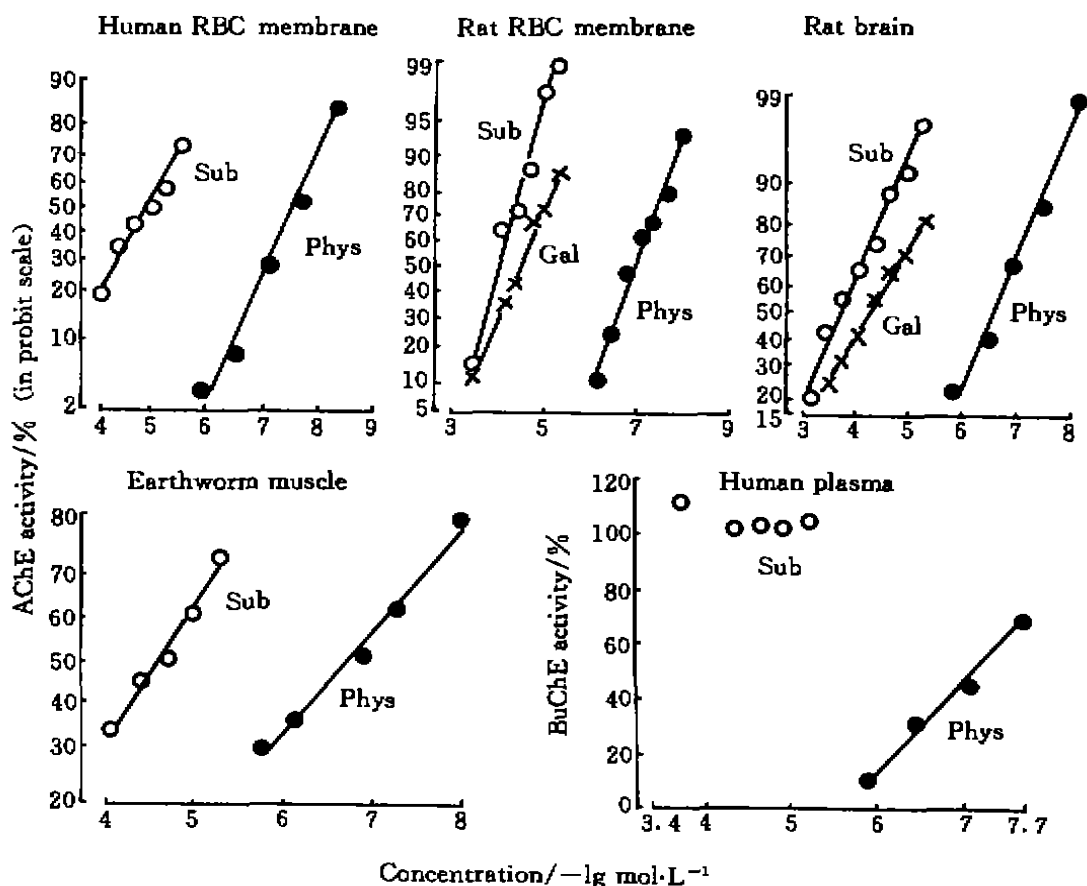 Human RBC membrane
Rat RBC membrane
Rat brain
AChE activity/% (in probit scale)
90
80
70
60
50
40
30
20
10
2
Sub
Phys
4 5 6 7 8 9
99
95
90
80
70
60
50
40
30
20
10
5
Sub
Gal
Phys
3 5 7 9
99
90
80
70
60
50
40
30
20
15
Sub
Gal
Phys
3 4 5 6 7 8
Earthworm muscle
80
70
60
50
40
30
20
Sub
Phys
4 5 6 7 8
Human plasma
BuChE activity/%
120
100
80
60
40
20
0
Sub
Phys
3.4 4 5 6 7 7.7
Concentration/—lg mol·L⁻¹